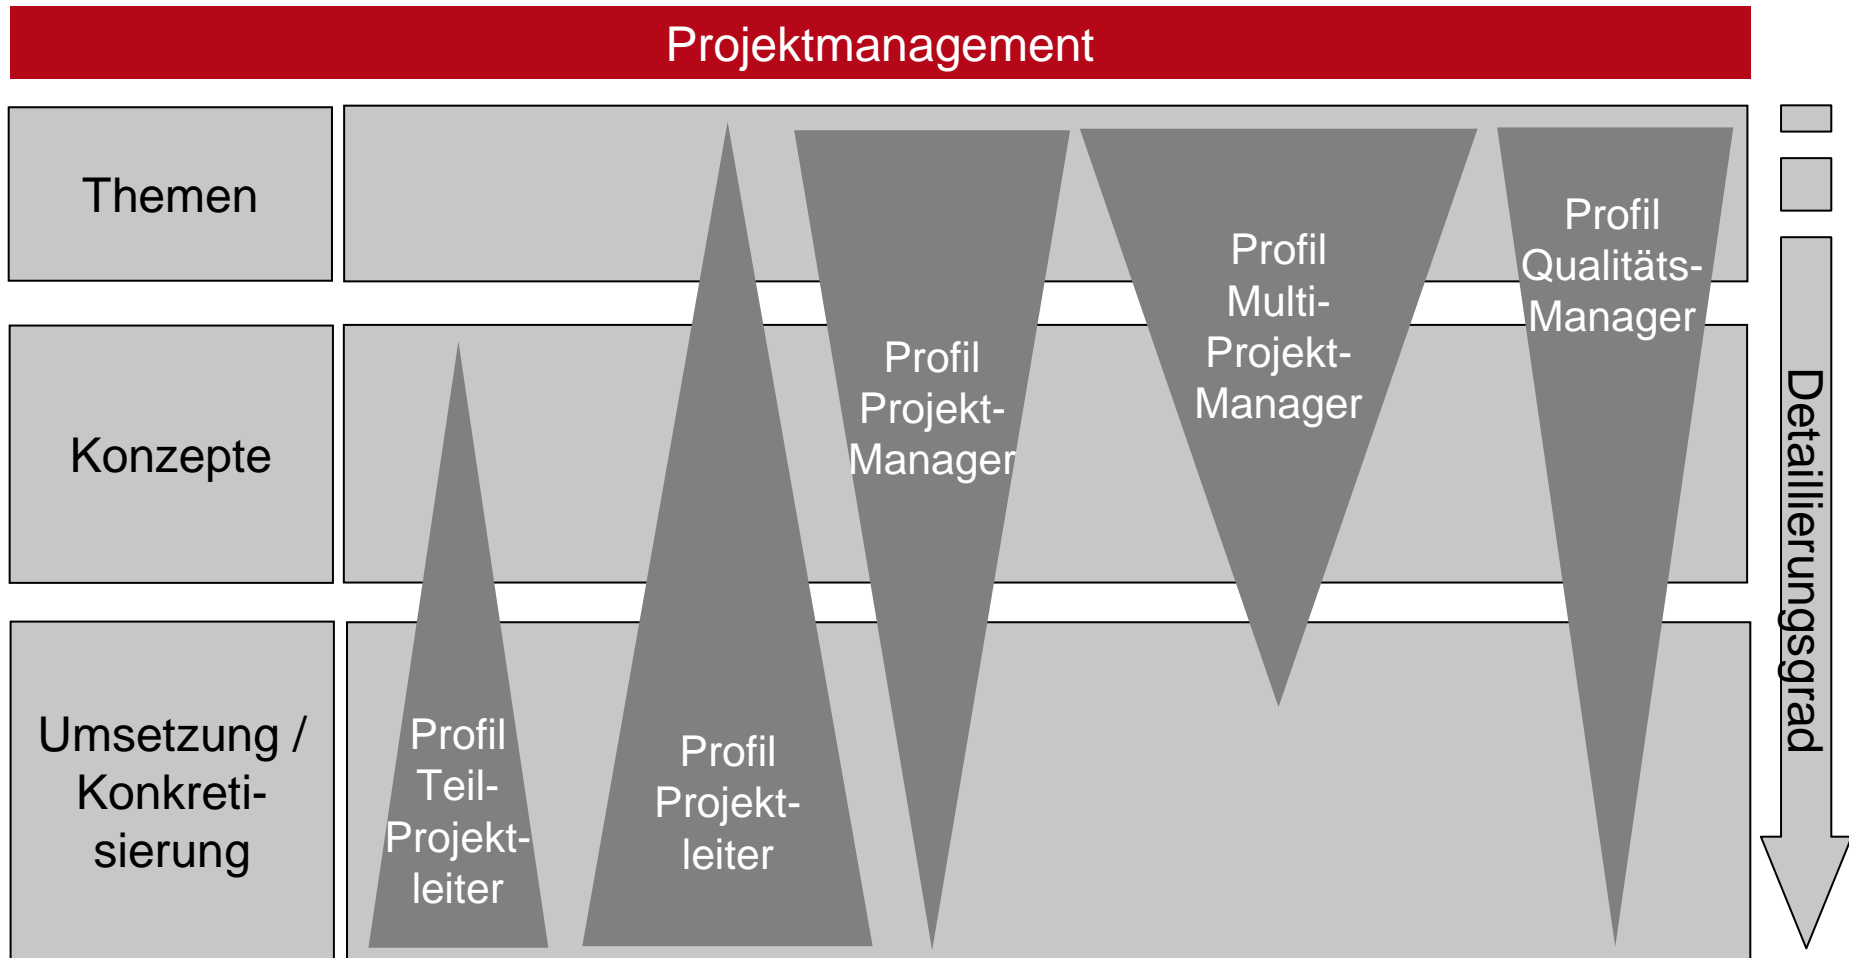 Projektmanagement
Themen
Konzepte
Umsetzung /
Konkreti-
sierung
Profil
Teil-
Projekt-
leiter
Profil
Projekt-
leiter
Profil
Projekt-
Manager
Profil
Multi-
Projekt-
Manager
Profil
Qualitäts-
Manager
Detaillierungsgrad